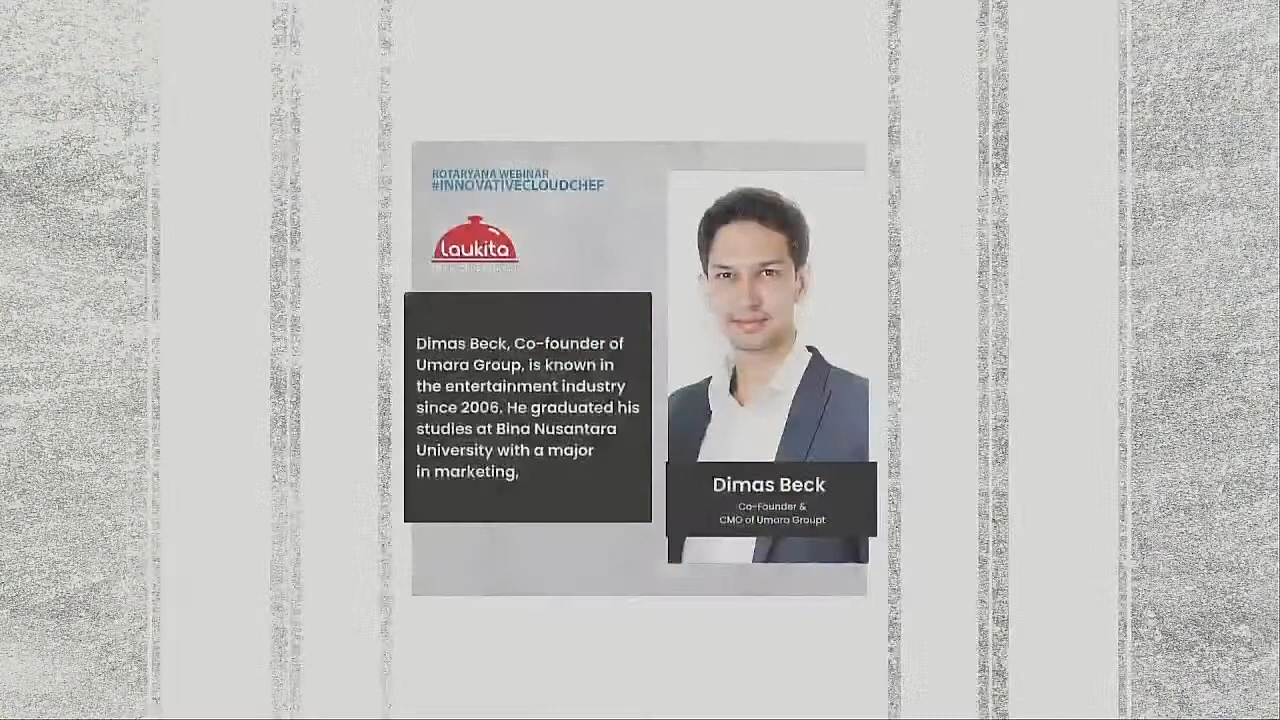 ROTARYANA WEBINAR
#INNOVATIVECLOUDCHEF
laukita
Dimas Beck, Co-founder of
Umara Group, is known in
the entertainment industry
since 2006. He graduated his
studies at Bina Nusantara
University with a major
in marketing,
Dimas Beck
Co-Founder &
CMO of Umara Groupt